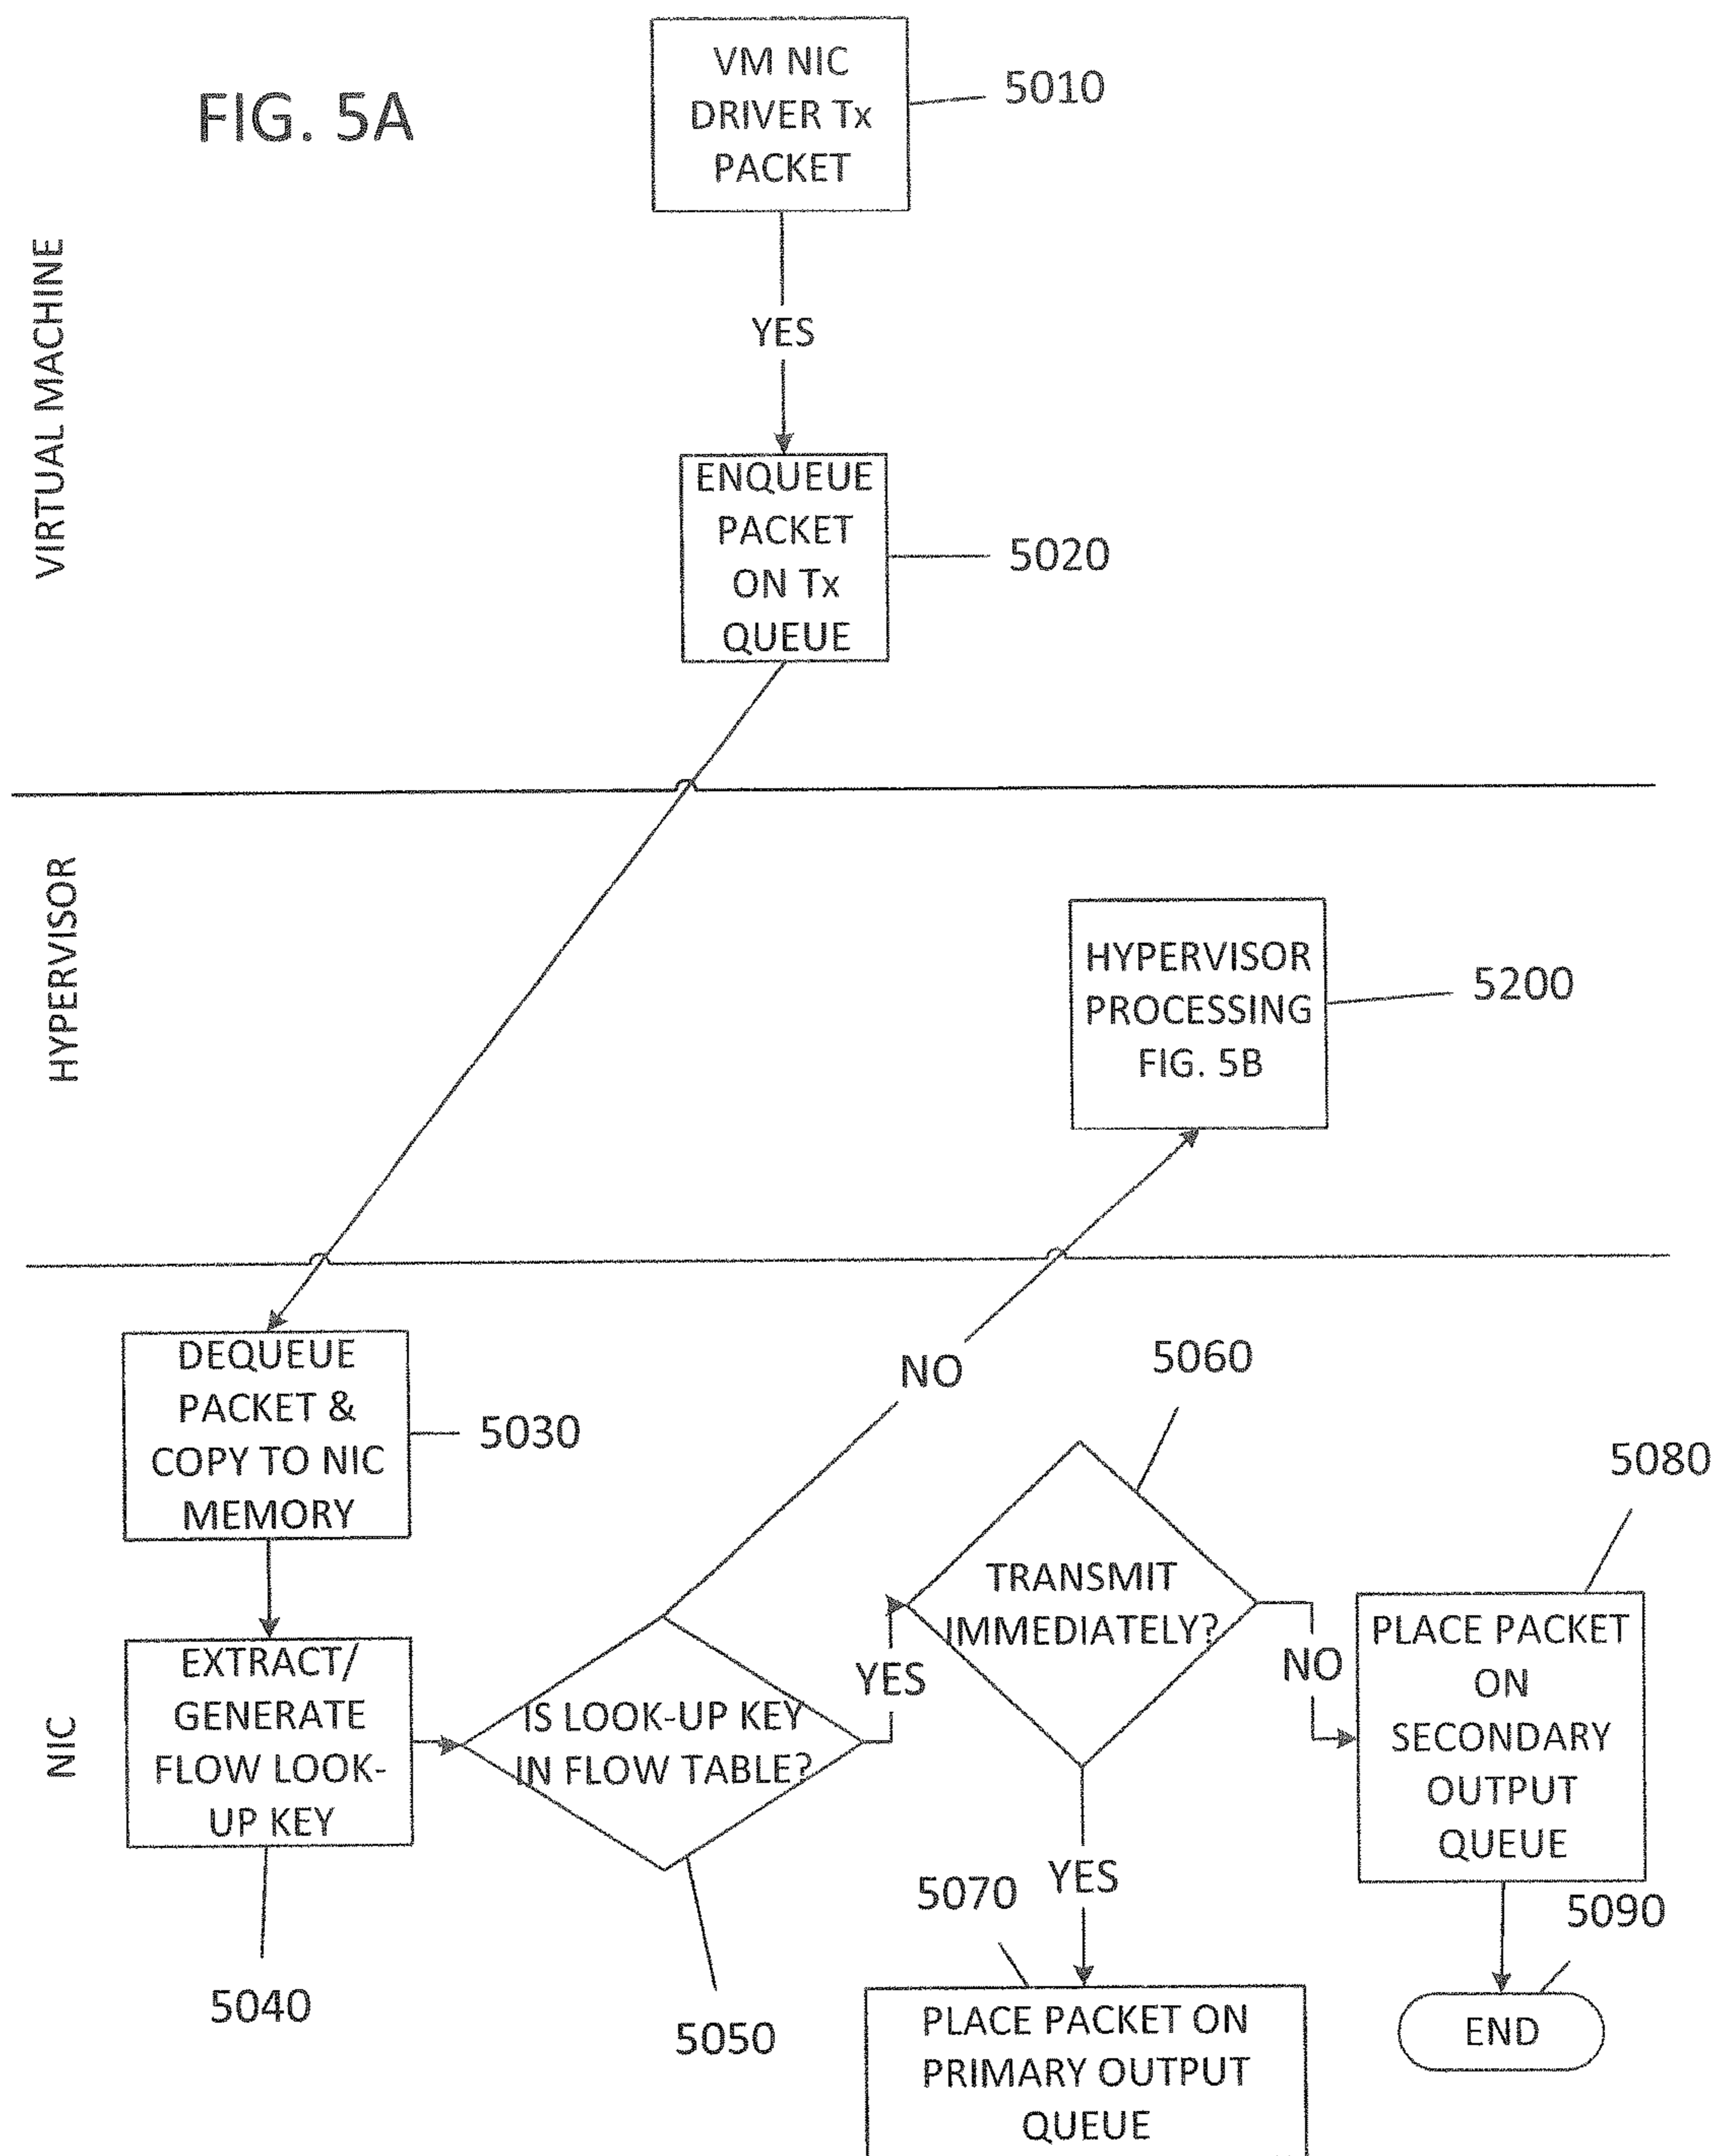 FIG. 5A
VM NIC
DRIVER Tx
PACKET
5010
YES
VIRTUAL MACHINE
ENQUEUE
PACKET
ON Tx
QUEUE
5020
HYPERVISOR
HYPERVISOR
PROCESSING
FIG. 5B
5200
NO
DEQUEUE
PACKET &
COPY TO NIC
MEMORY
5030
5060
5080
NIC
EXTRACT/
GENERATE
FLOW LOOK-
UP KEY
5040
IS LOOK-UP KEY
IN FLOW TABLE?
5050
YES
TRANSMIT
IMMEDIATELY?
NO
PLACE PACKET
ON
SECONDARY
OUTPUT
QUEUE
5070
YES
5090
PLACE PACKET ON
PRIMARY OUTPUT
QUEUE
END